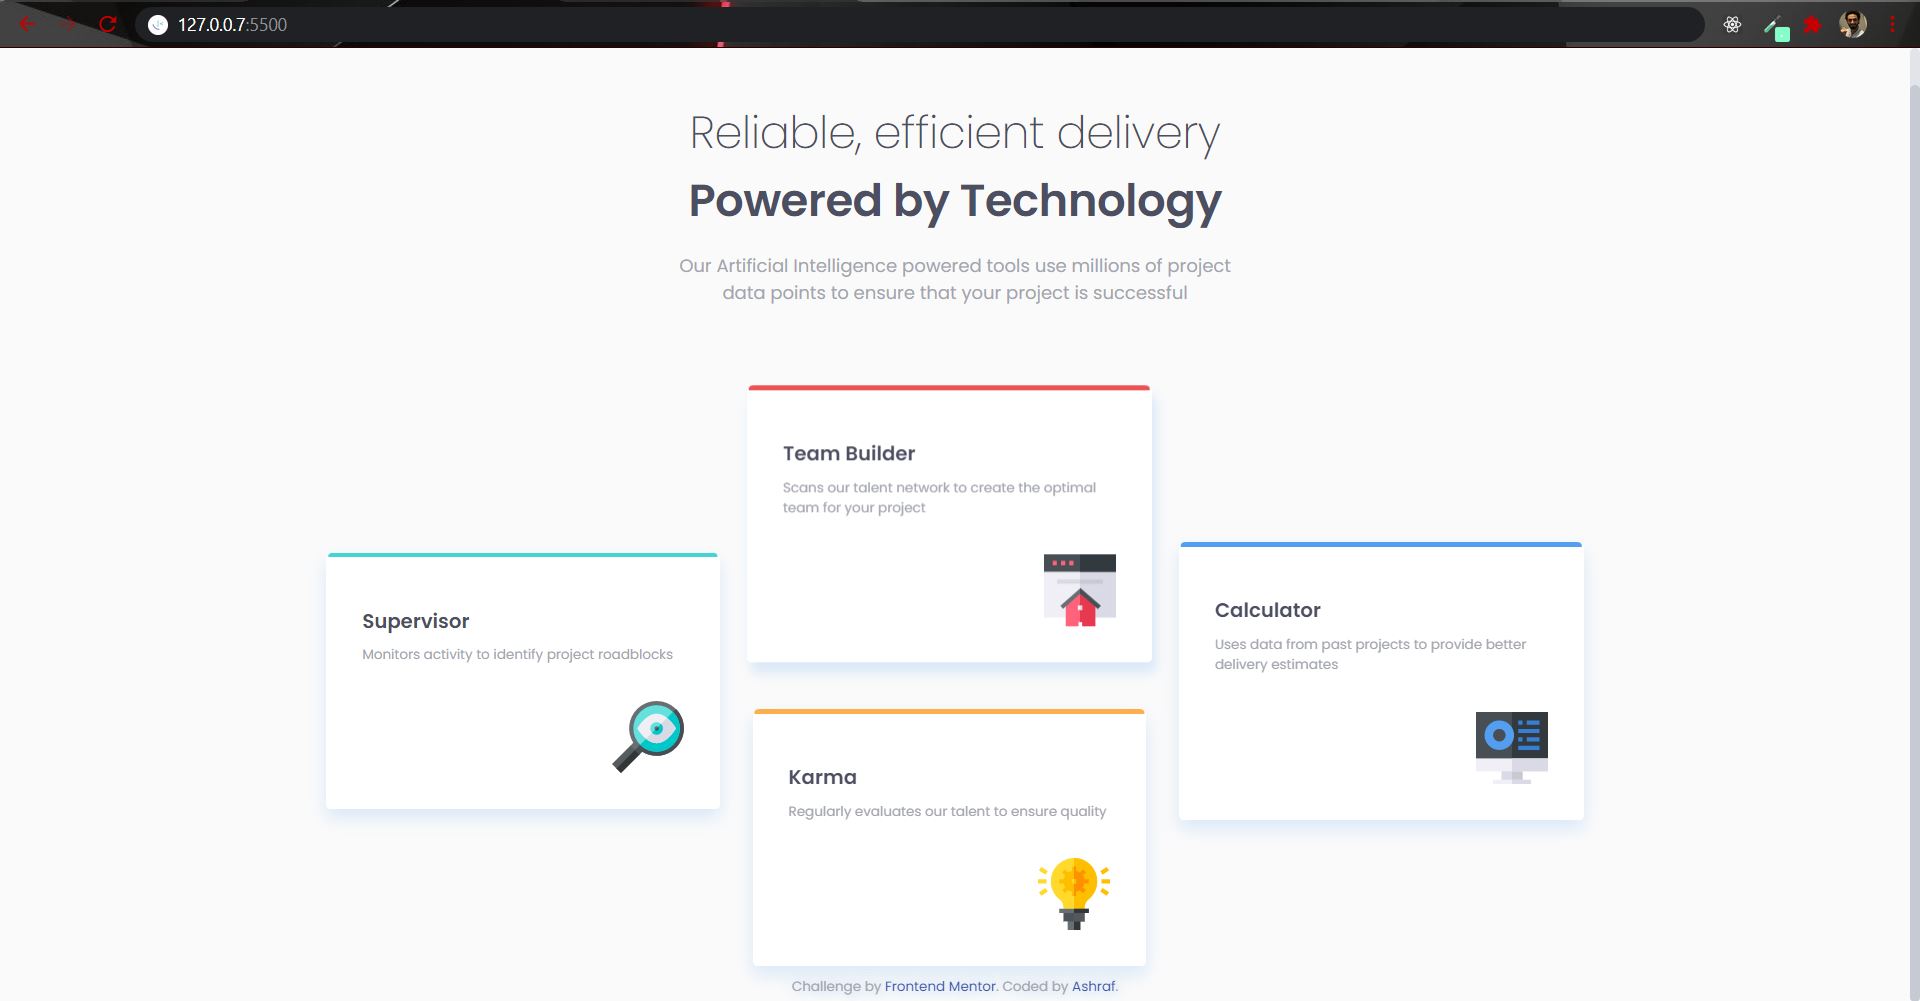 127.0.0.7:5500
Reliable, efficient delivery
Powered by Technology
Our Artificial Intelligence powered tools use millions of project
data points to ensure that your project is successful
Team Builder
Scans our talent network to create the optimal
team for your project
Supervisor
Monitors activity to identify project roadblocks
Calculator
Uses data from past projects to provide better
delivery estimates
Karma
Regularly evaluates our talent to ensure quality
Challenge by Frontend Mentor. Coded by Ashraf.